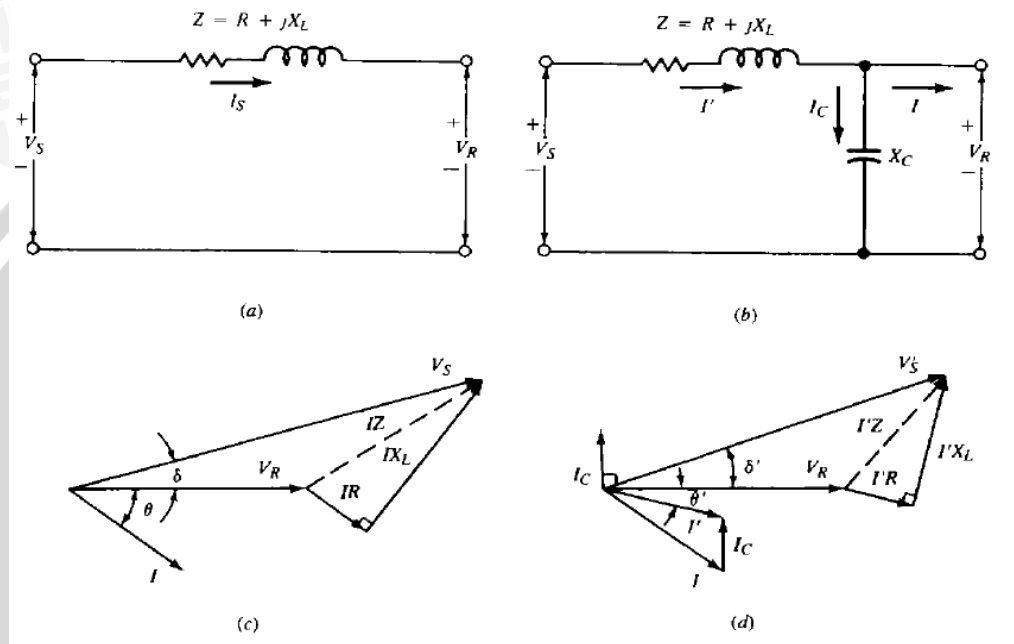 Z = R + jX_L
I_S
+
V_S
−
+
V_R
−
(a)
Z = R + jX_L
I'
I_C
I
+
V_S
−
X_C
+
V_R
−
(b)
V_S
IZ
IX_L
δ
V_R
IR
θ
I
(c)
V'_S
I'Z
I'X_L
δ'
V_R
I'R
I_C
θ'
I'
I_C
I
(d)